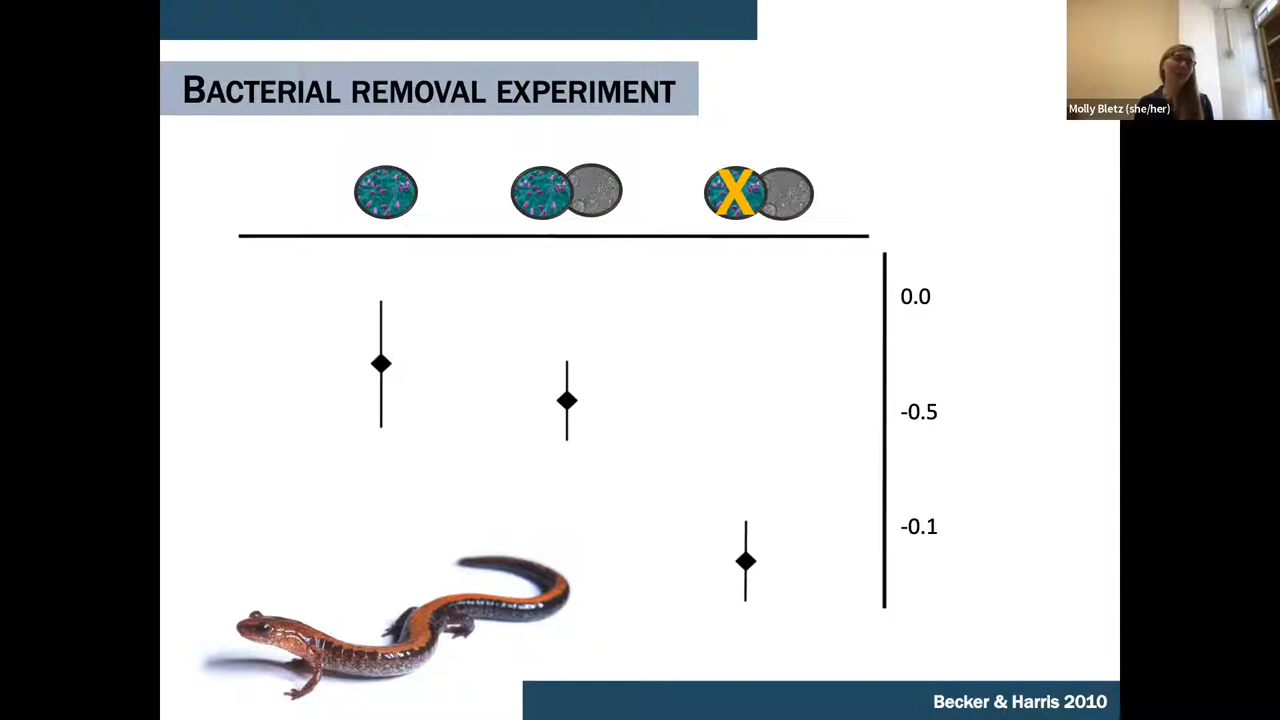 BACTERIAL REMOVAL EXPERIMENT
Molly Bletz (she/her)
X
0.0
-0.5
-0.1
Becker & Harris 2010